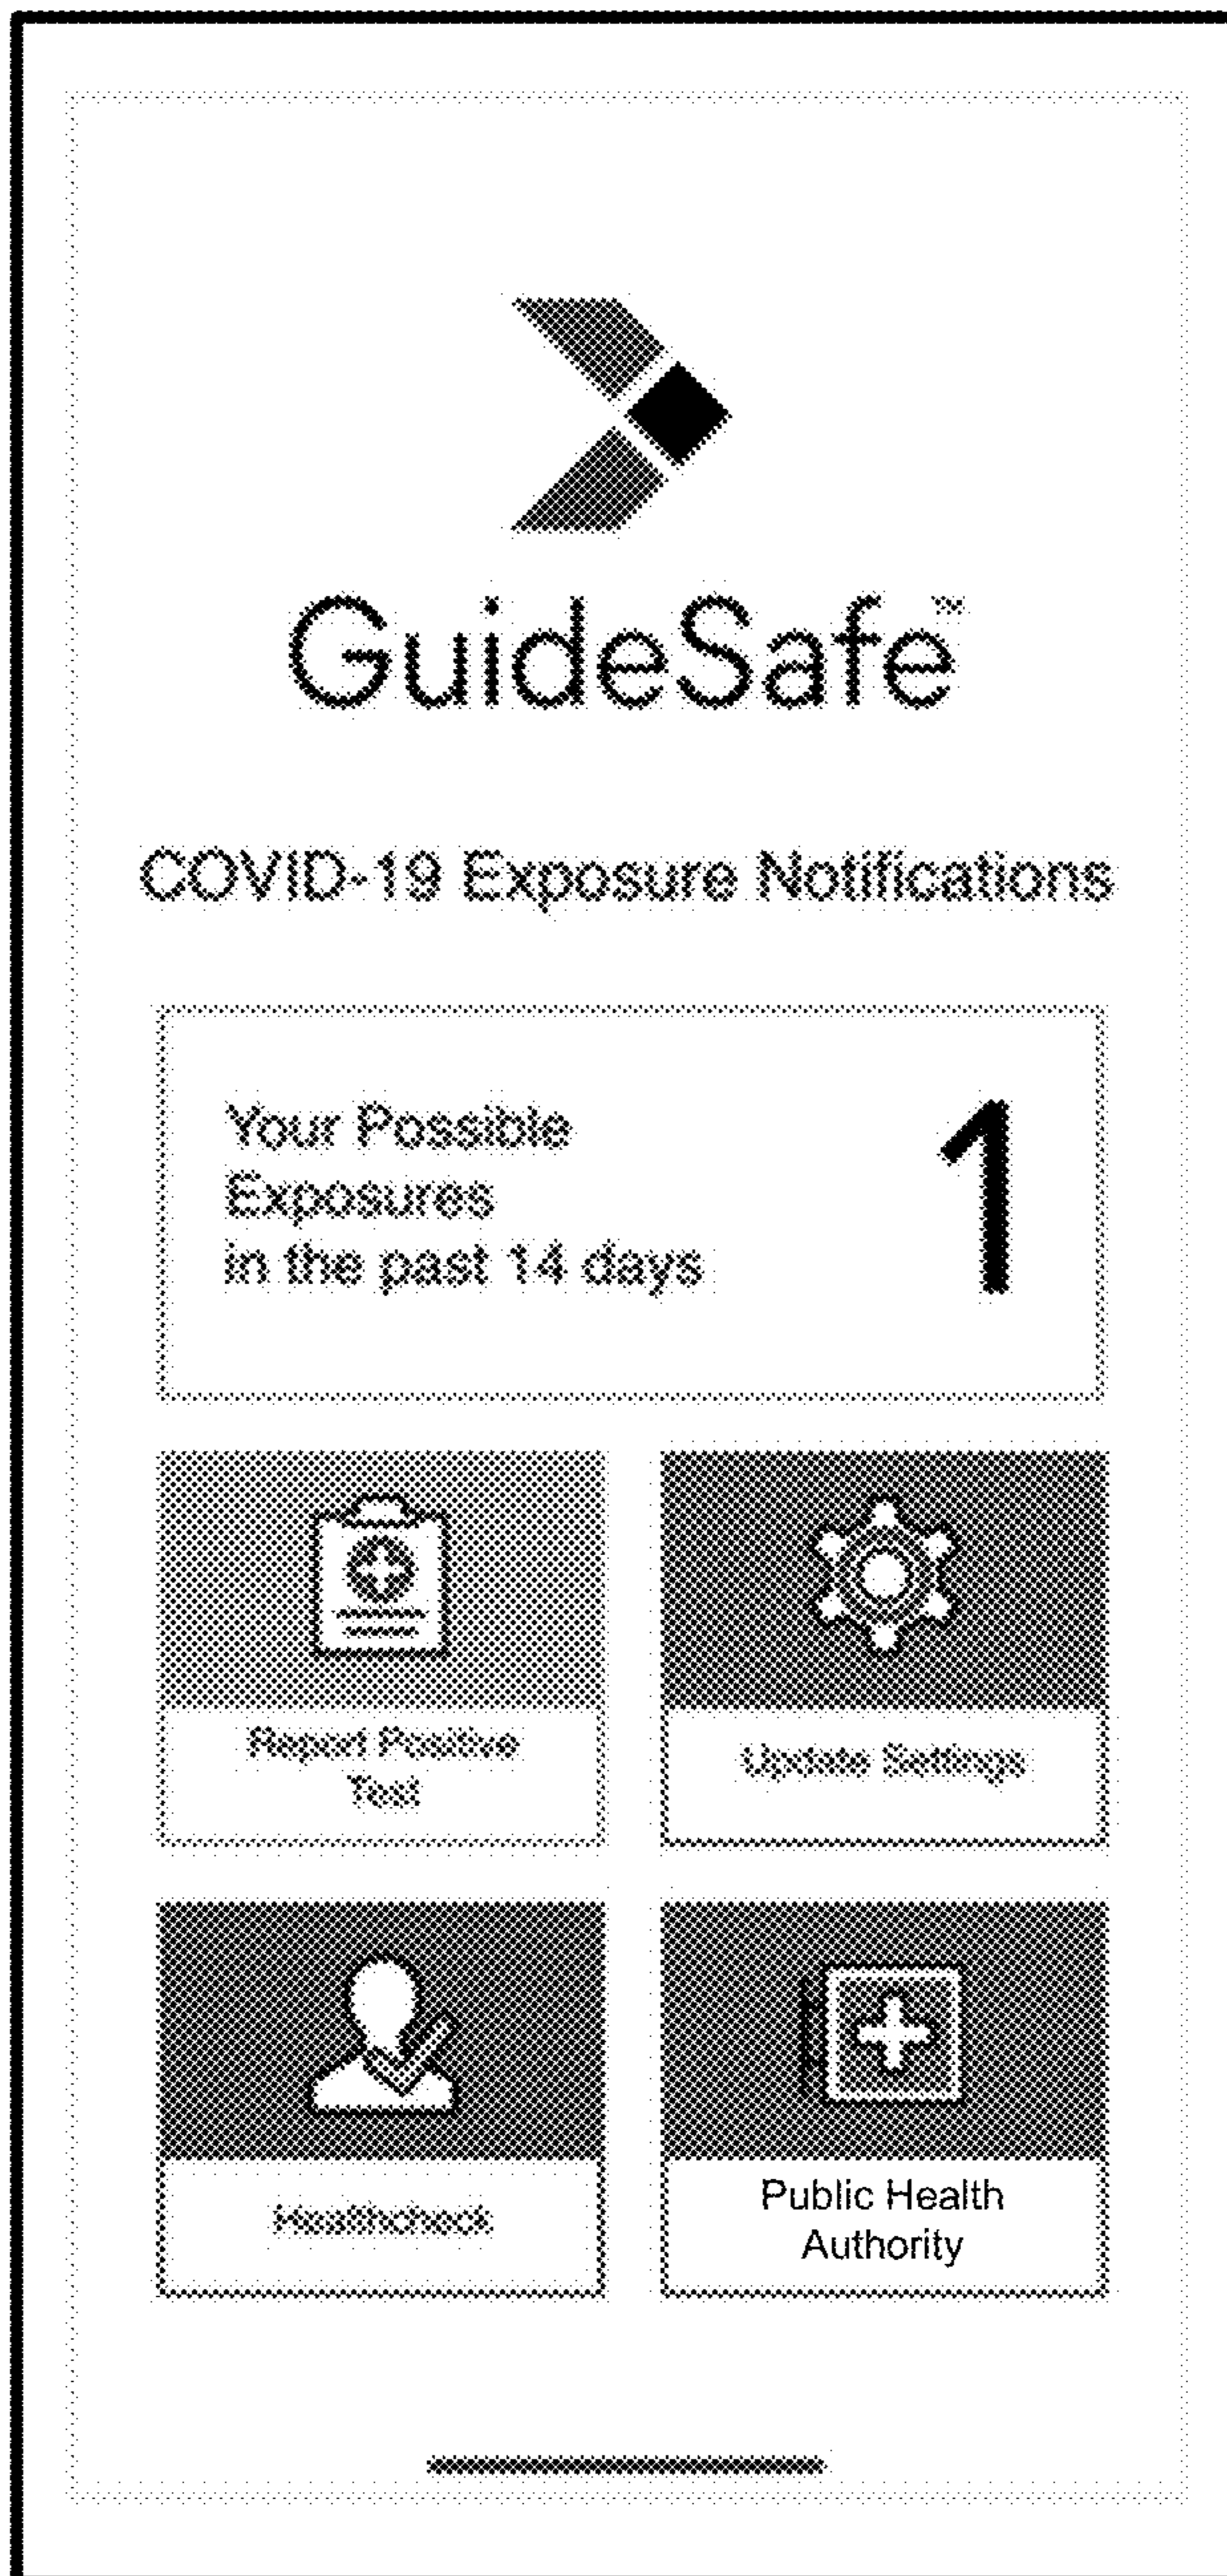 GuideSafe™
COVID-19 Exposure Notifications
Your Possible
Exposures
in the past 14 days
1
Report Positive
Test
Update Settings
Healthcheck
Public Health
Authority